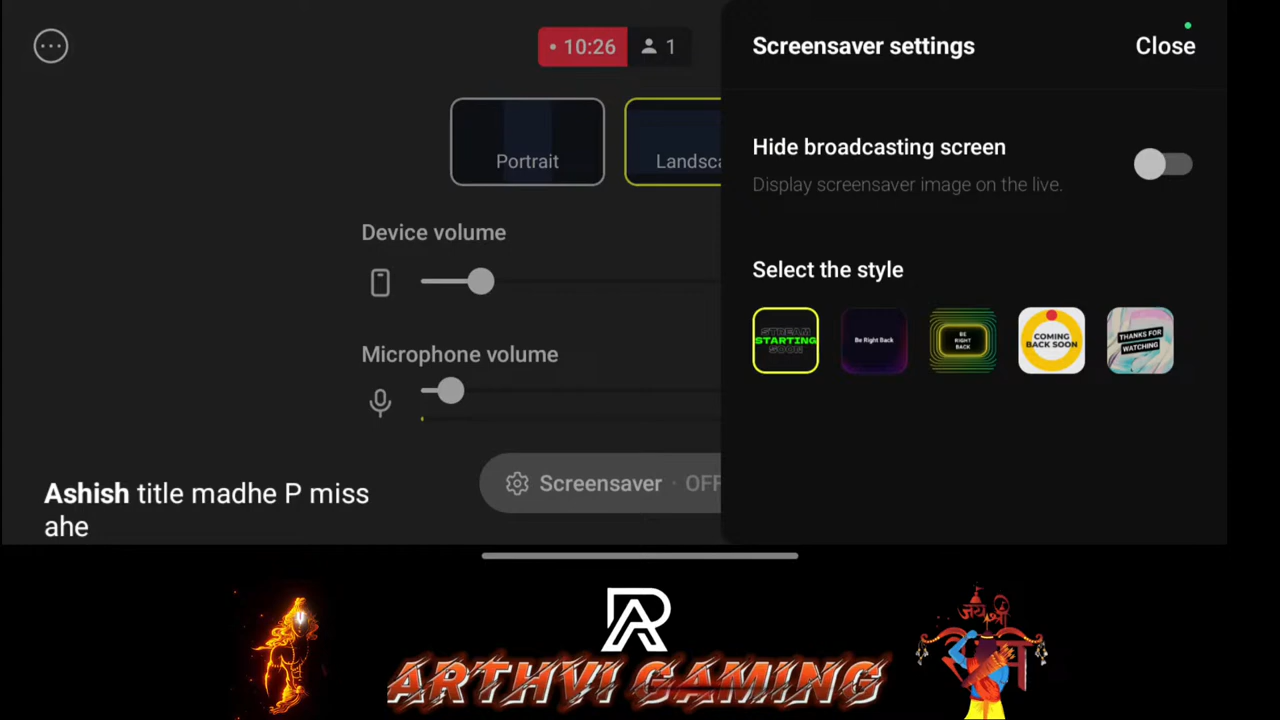 10:26
1
Portrait
Landsca
Device volume
Microphone volume
Screensaver · OFF
Ashish title madhe P miss
ahe
Screensaver settings
Close
Hide broadcasting screen
Display screensaver image on the live.
Select the style
STREAM
STARTING
SOON
Be Right Back
BE
RIGHT
BACK
COMING
BACK SOON
THANKS FOR
WATCHING
ARTHVI GAMING
जय श्री
राम